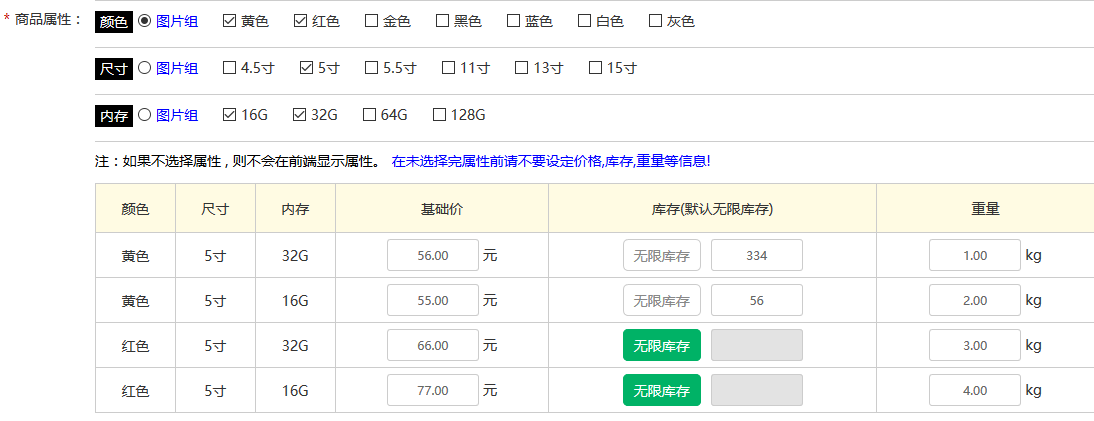 * 商品属性： 颜色 图片组 黄色 红色 金色 黑色 蓝色 白色 灰色
尺寸 图片组 4.5寸 5寸 5.5寸 11寸 13寸 15寸
内存 图片组 16G 32G 64G 128G
注：如果不选择属性，则不会在前端显示属性。 在未选择完属性前请不要设定价格,库存,重量等信息!
颜色 尺寸 内存 基础价 库存(默认无限库存) 重量
黄色 5寸 32G 56.00 元 无限库存 334 1.00 kg
黄色 5寸 16G 55.00 元 无限库存 56 2.00 kg
红色 5寸 32G 66.00 元 无限库存 3.00 kg
红色 5寸 16G 77.00 元 无限库存 4.00 kg